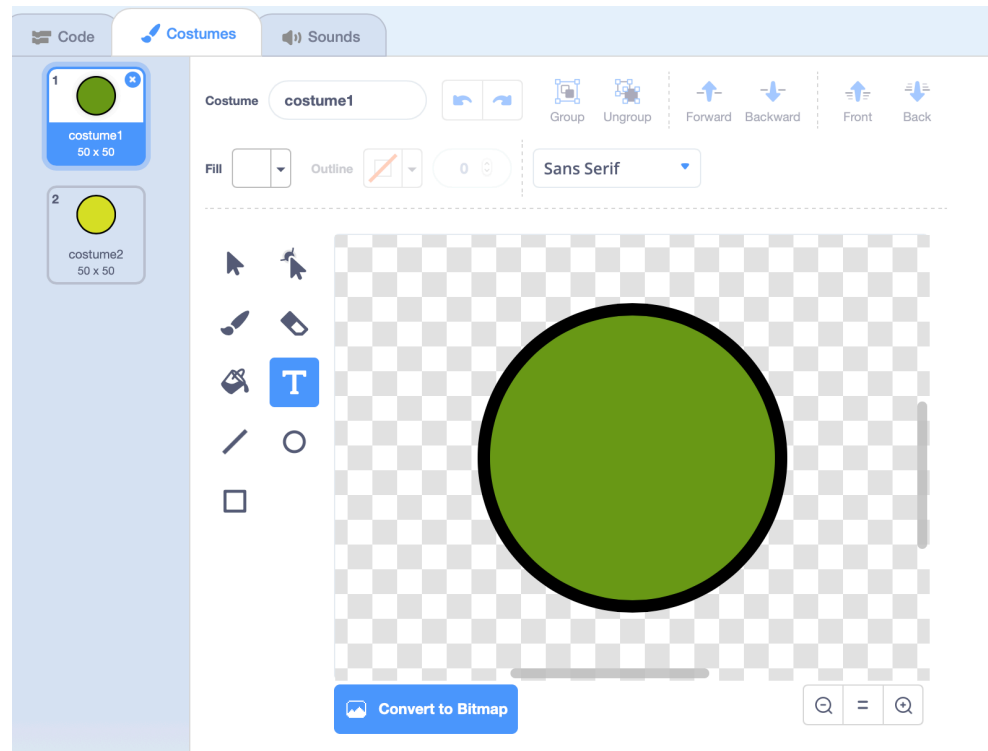 Code
Costumes
Sounds
1
costume1
50 x 50
2
costume2
50 x 50
Costume
costume1
Group
Ungroup
Forward
Backward
Front
Back
Fill
Outline
0
Sans Serif
T
Convert to Bitmap